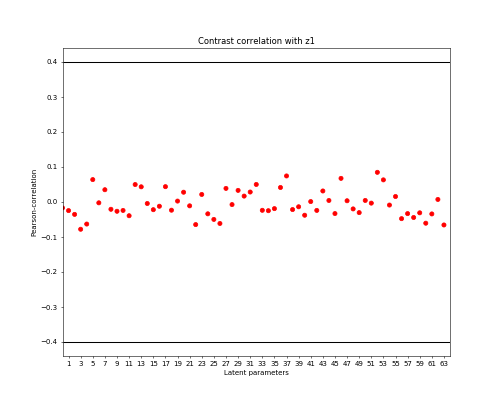 Contrast correlation with z1
0.4
0.3
0.2
0.1
0.0
−0.1
−0.2
−0.3
−0.4
Pearson-correlation
1 3 5 7 9 11 13 15 17 19 21 23 25 27 29 31 33 35 37 39 41 43 45 47 49 51 53 55 57 59 61 63
Latent parameters